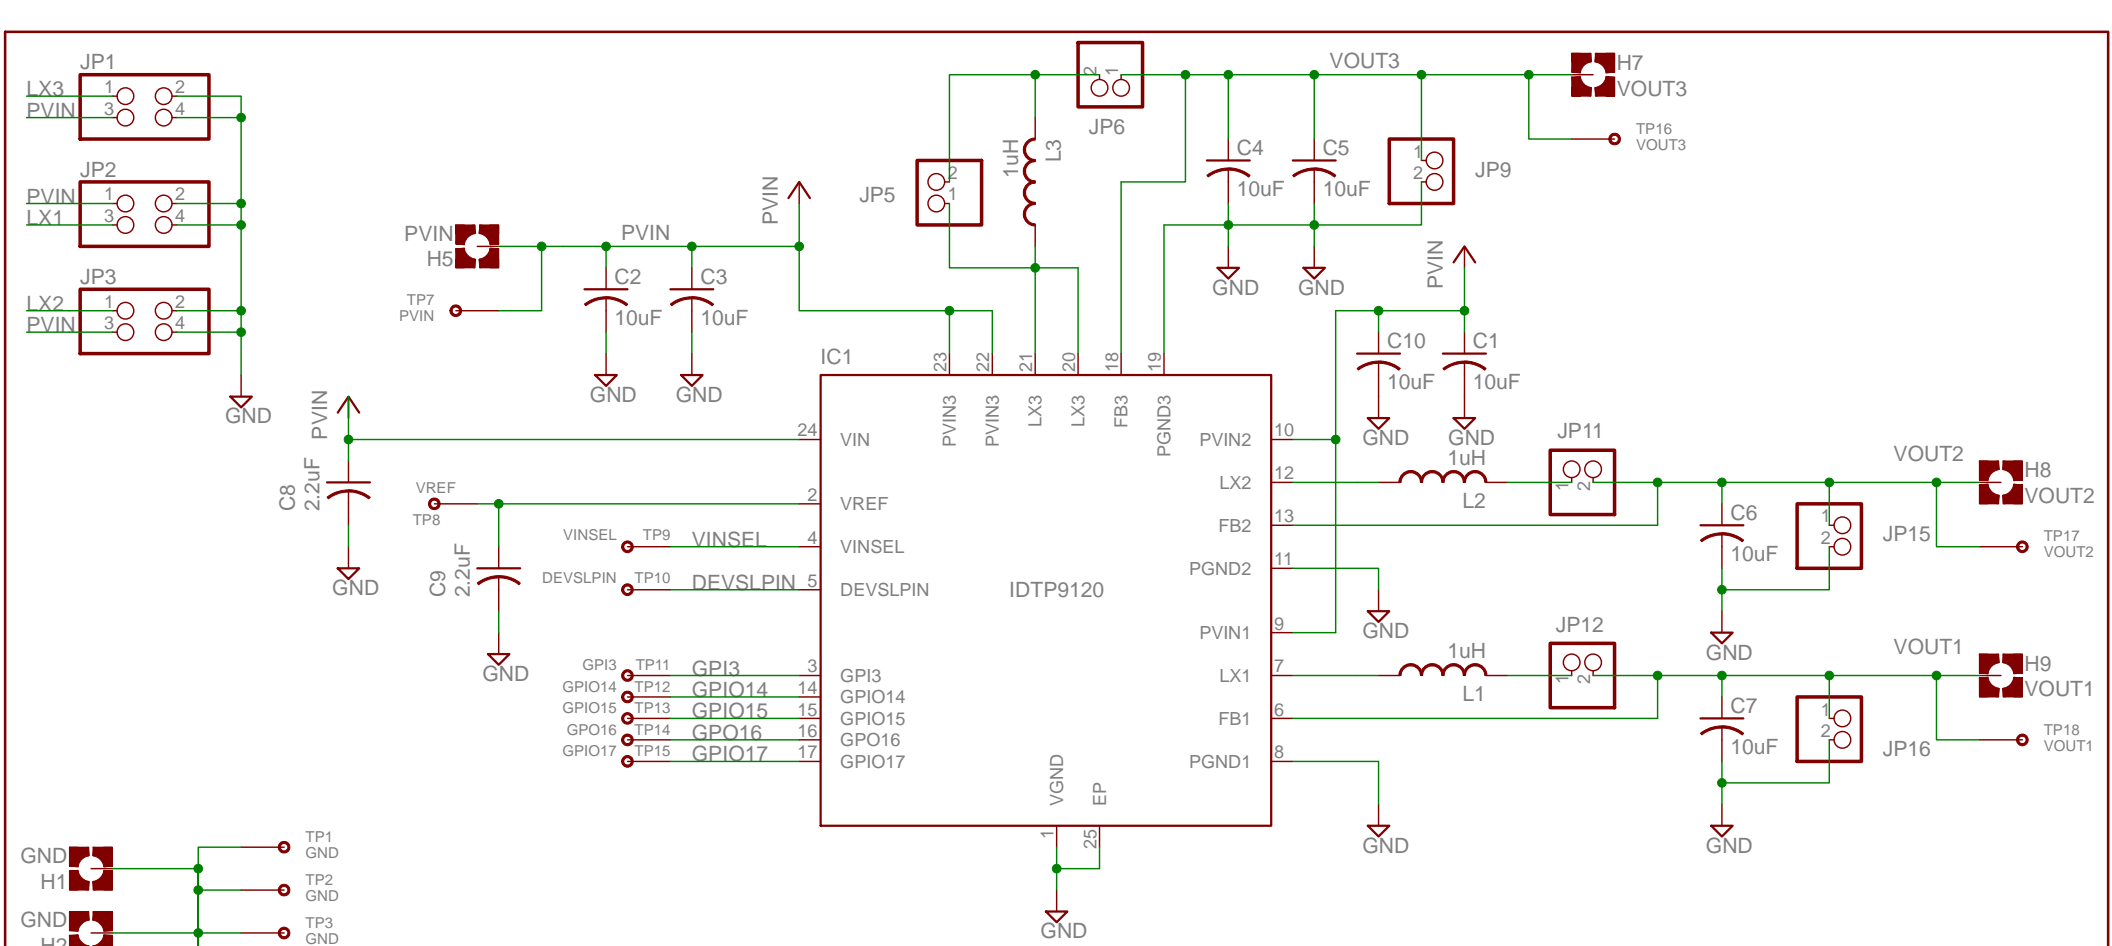 JP1
LX3 1 2
PVIN 3 4
JP2
PVIN 1 2
LX1 3 4
JP3
LX2 1 2
PVIN 3 4
GND
PVIN
H5
PVIN
PVIN
TP7
PVIN
C2
10uF
GND
C3
10uF
GND
JP5
2
1
1uH
L3
2 1
JP6
VOUT3
H7
VOUT3
TP16
VOUT3
C4
10uF
GND
C5
10uF
GND
1
2
JP9
PVIN
C10
10uF
GND
C1
10uF
GND
PVIN
C8
2.2uF
GND
VREF
TP8
C9
2.2uF
GND
VINSEL TP9 VINSEL
DEVSLPIN TP10 DEVSLPIN
GPI3 TP11 GPI3
GPIO14 TP12 GPIO14
GPIO15 TP13 GPIO15
GPO16 TP14 GPO16
GPIO17 TP15 GPIO17
IC1
23 22 21 20 18 19
PVIN3 PVIN3 LX3 LX3 FB3 PGND3
24 VIN
2 VREF
4 VINSEL
5 DEVSLPIN
3 GPI3
14 GPIO14
15 GPIO15
16 GPO16
17 GPIO17
IDTP9120
PVIN2 10
LX2 12
FB2 13
PGND2 11
PVIN1 9
LX1 7
FB1 6
PGND1 8
VGND EP
1 25
GND
1uH
L2
JP11
1 2
VOUT2
H8
VOUT2
C6
10uF
GND
1
2
JP15
TP17
VOUT2
GND
1uH
L1
JP12
1 2
VOUT1
H9
VOUT1
C7
10uF
GND
1
2
JP16
TP18
VOUT1
GND
GND
H1
TP1
GND
TP2
GND
GND
H2
TP3
GND